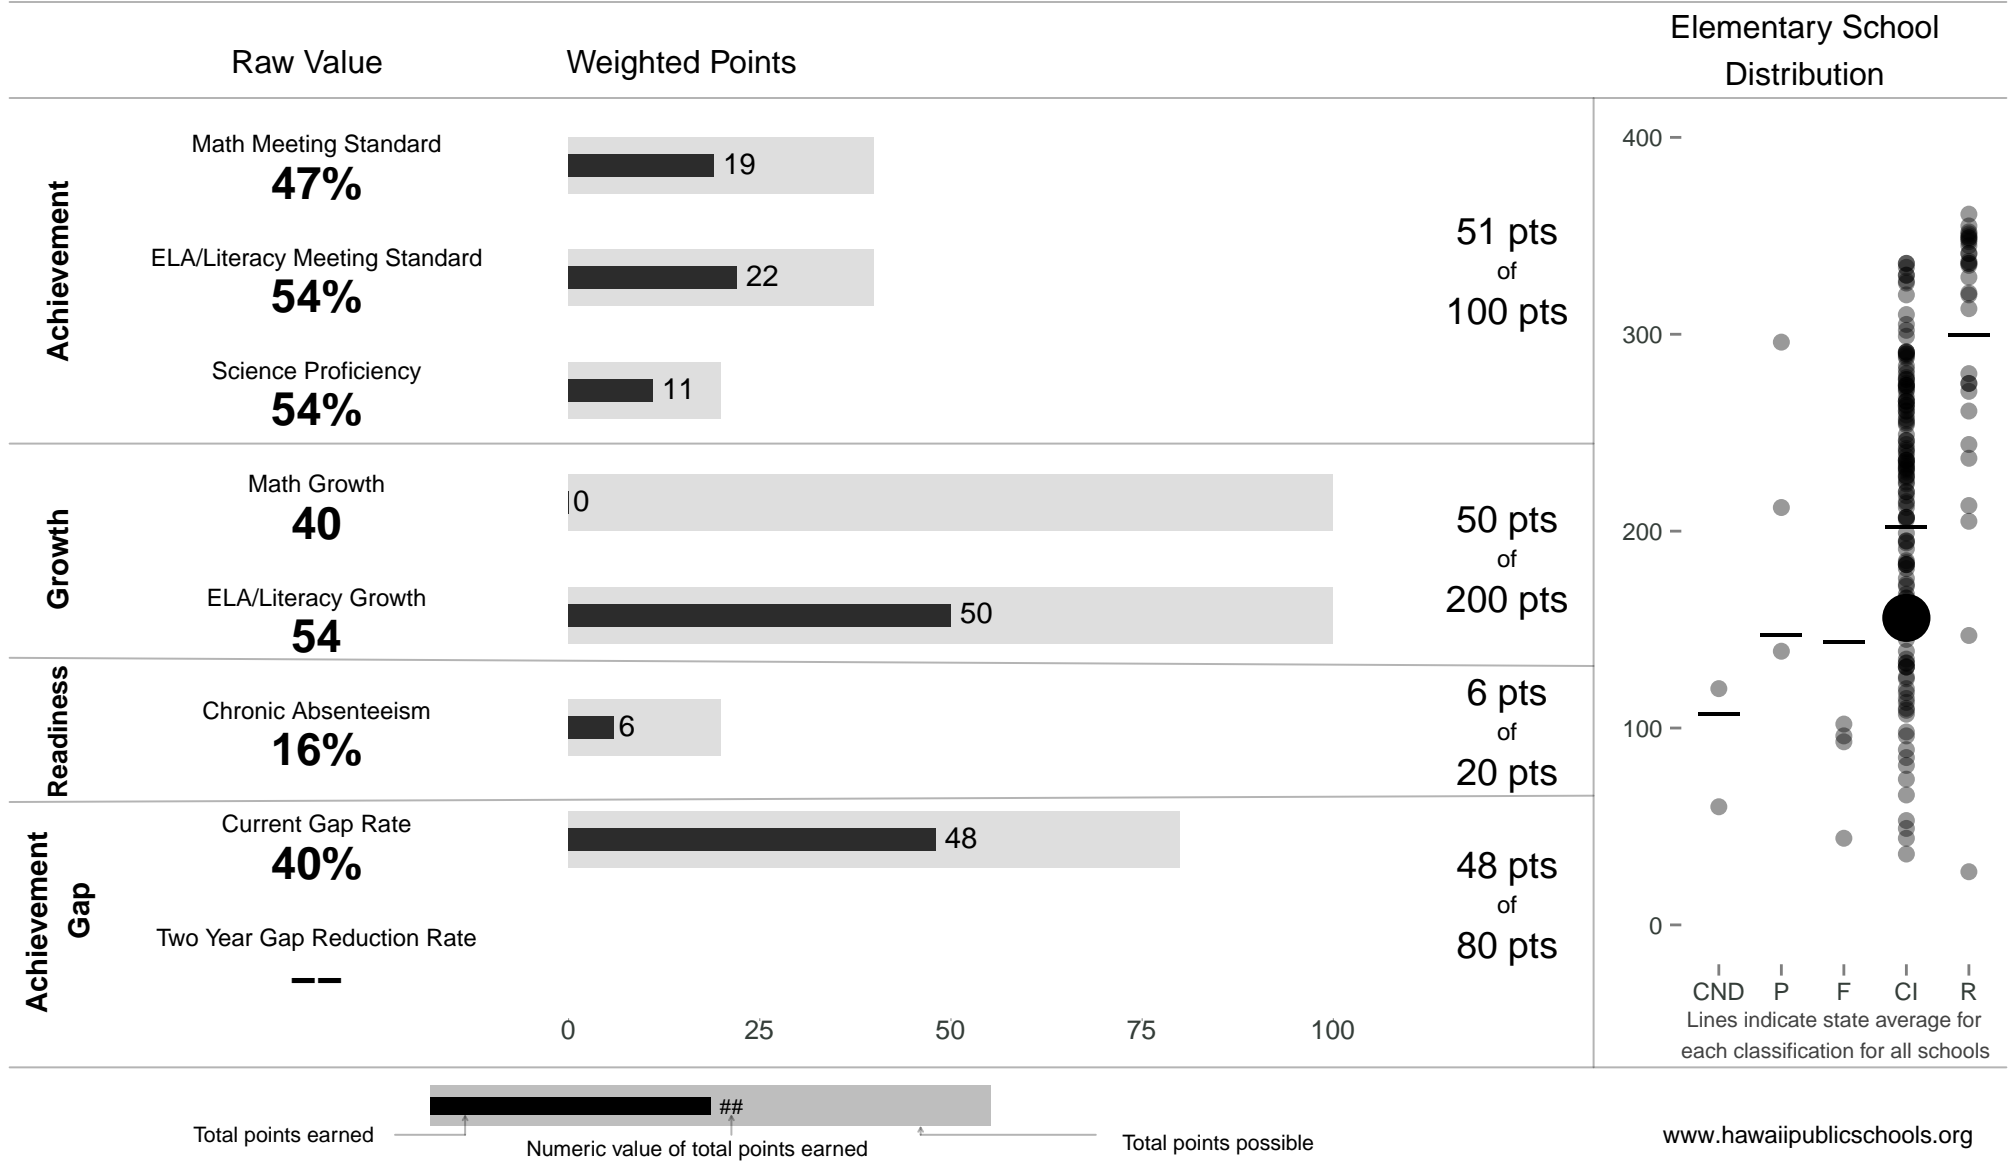 Raw Value
Weighted Points
Elementary School
Distribution
Achievement
Math Meeting Standard
47%
19
ELA/Literacy Meeting Standard
54%
22
Science Proficiency
54%
11
51 pts
of
100 pts
Growth
Math Growth
40
0
ELA/Literacy Growth
54
50
50 pts
of
200 pts
Readiness
Chronic Absenteeism
16%
6
6 pts
of
20 pts
Achievement
Gap
Current Gap Rate
40%
48
Two Year Gap Reduction Rate
––
48 pts
of
80 pts
0 25 50 75 100
400
300
200
100
0
CND P F CI R
Lines indicate state average for
each classification for all schools
##
Total points earned
Numeric value of total points earned
Total points possible
www.hawaiipublicschools.org